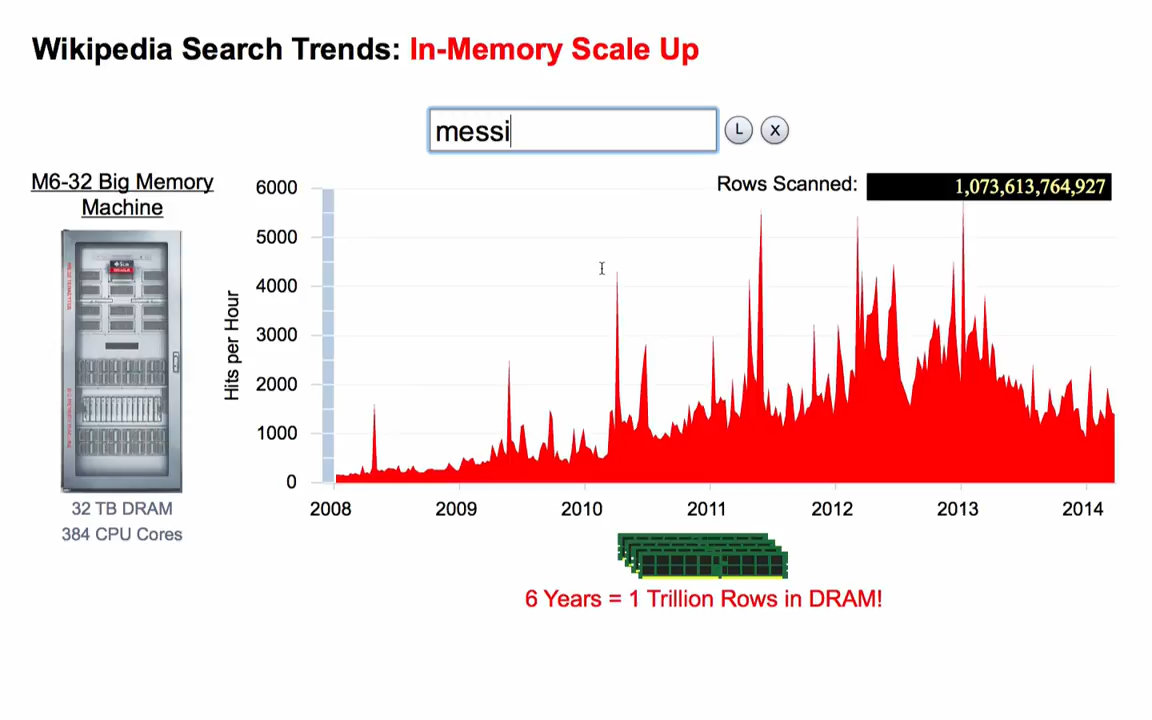 Wikipedia Search Trends: In-Memory Scale Up
messi
L
X
M6-32 Big Memory
Machine
Rows Scanned:
1,073,613,764,927
6000
5000
4000
3000
2000
1000
0
Hits per Hour
2008
2009
2010
2011
2012
2013
2014
32 TB DRAM
384 CPU Cores
6 Years = 1 Trillion Rows in DRAM!